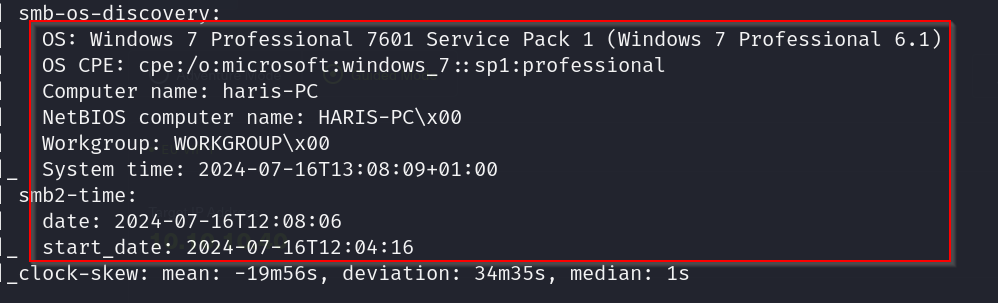 | smb-os-discovery:
|   OS: Windows 7 Professional 7601 Service Pack 1 (Windows 7 Professional 6.1)
|   OS CPE: cpe:/o:microsoft:windows_7::sp1:professional
|   Computer name: haris-PC
|   NetBIOS computer name: HARIS-PC\x00
|   Workgroup: WORKGROUP\x00
|_  System time: 2024-07-16T13:08:09+01:00
| smb2-time:
|   date: 2024-07-16T12:08:06
|_  start_date: 2024-07-16T12:04:16
|_clock-skew: mean: -19m56s, deviation: 34m35s, median: 1s